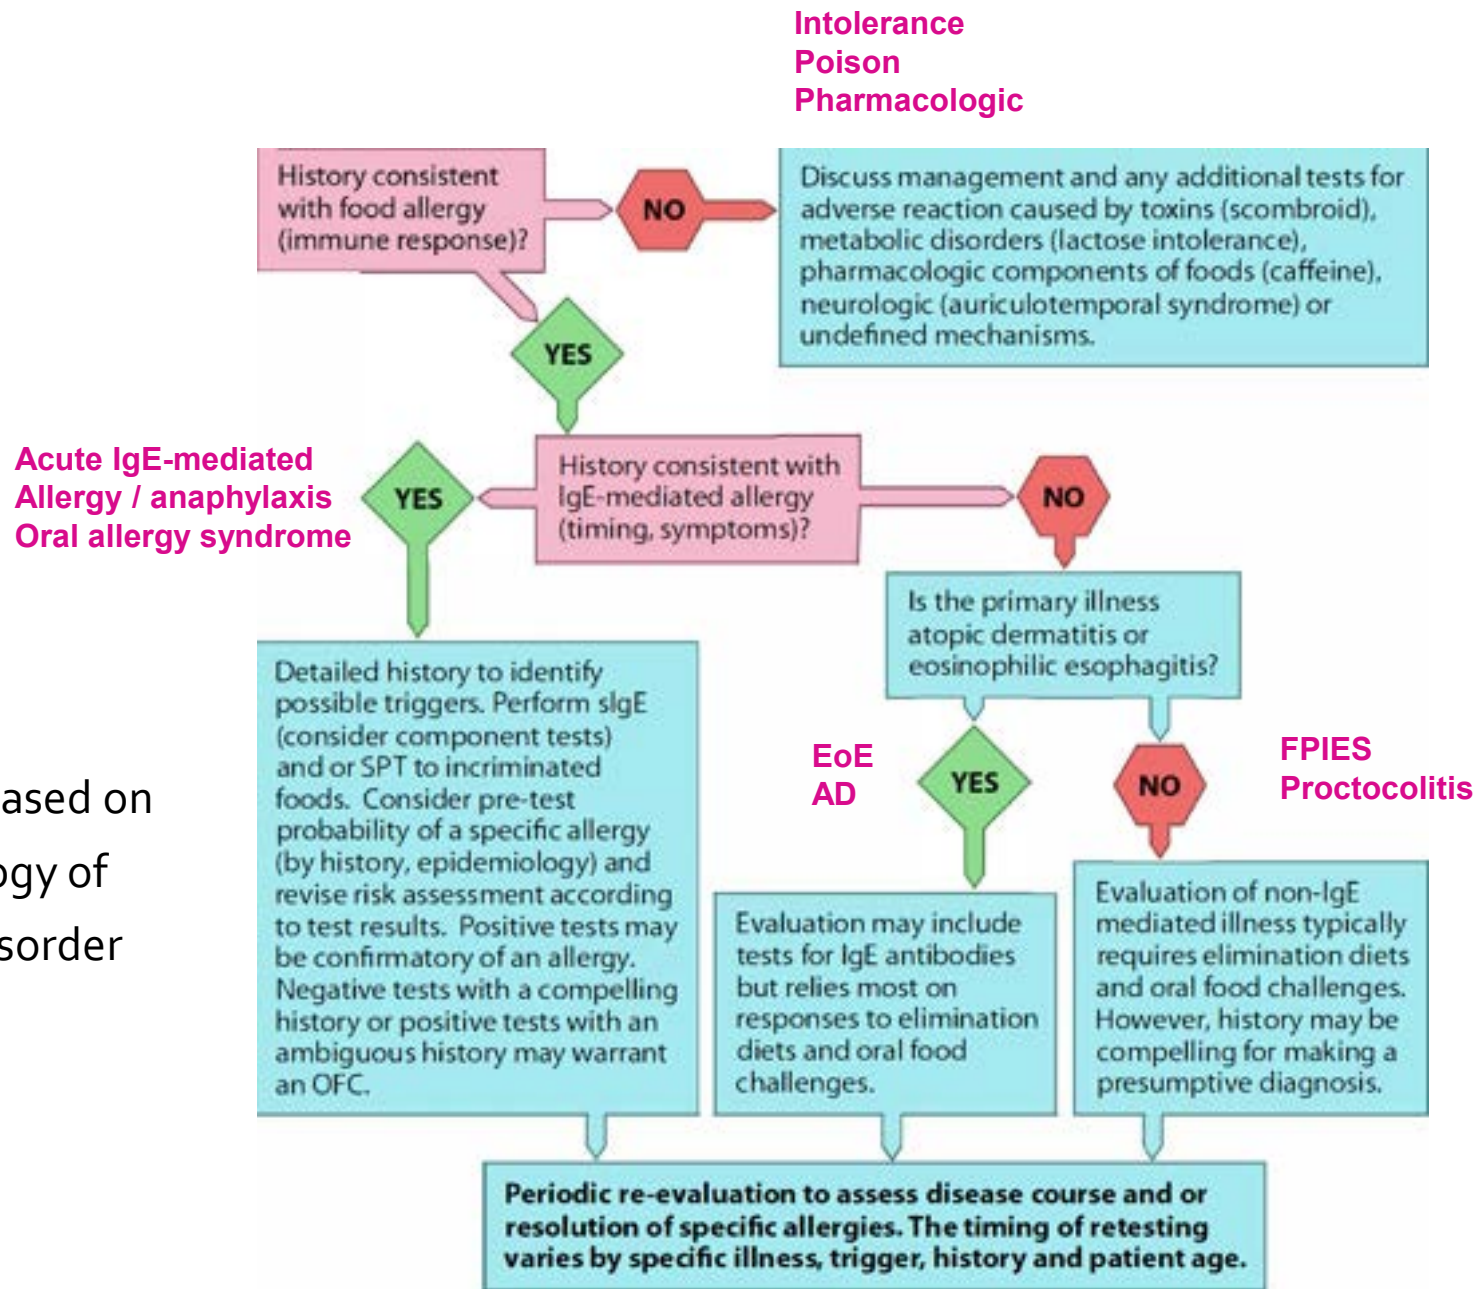 Intolerance
Poison
Pharmacologic
History consistent
with food allergy
(immune response)?
NO
Discuss management and any additional tests for
adverse reaction caused by toxins (scombroid),
metabolic disorders (lactose intolerance),
pharmacologic components of foods (caffeine),
neurologic (auriculotemporal syndrome) or
undefined mechanisms.
YES
Acute IgE-mediated
Allergy / anaphylaxis
Oral allergy syndrome
YES
History consistent with
IgE-mediated allergy
(timing, symptoms)?
NO
Is the primary illness
atopic dermatitis or
eosinophilic esophagitis?
Detailed history to identify
possible triggers. Perform sIgE
(consider component tests)
and or SPT to incriminated
foods. Consider pre-test
probability of a specific allergy
(by history, epidemiology) and
revise risk assessment according
to test results. Positive tests may
be confirmatory of an allergy.
Negative tests with a compelling
history or positive tests with an
ambiguous history may warrant
an OFC.
EoE
AD
YES
NO
FPIES
Proctocolitis
ased on
ogy of
sorder
Evaluation may include
tests for IgE antibodies
but relies most on
responses to elimination
diets and oral food
challenges.
Evaluation of non-IgE
mediated illness typically
requires elimination diets
and oral food challenges.
However, history may be
compelling for making a
presumptive diagnosis.
Periodic re-evaluation to assess disease course and or
resolution of specific allergies. The timing of retesting
varies by specific illness, trigger, history and patient age.